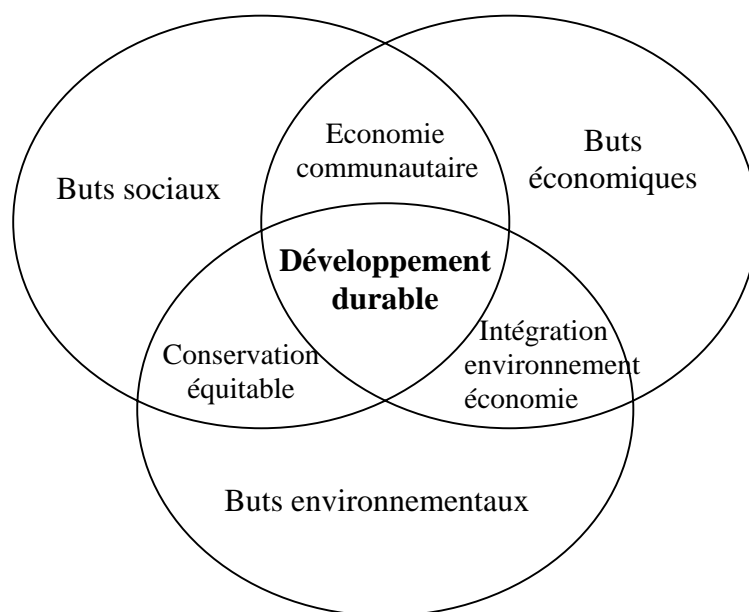 Economie
communautaire
Buts
économiques
Buts sociaux
Développement
durable
Intégration
environnement
économie
Conservation
équitable
Buts environnementaux